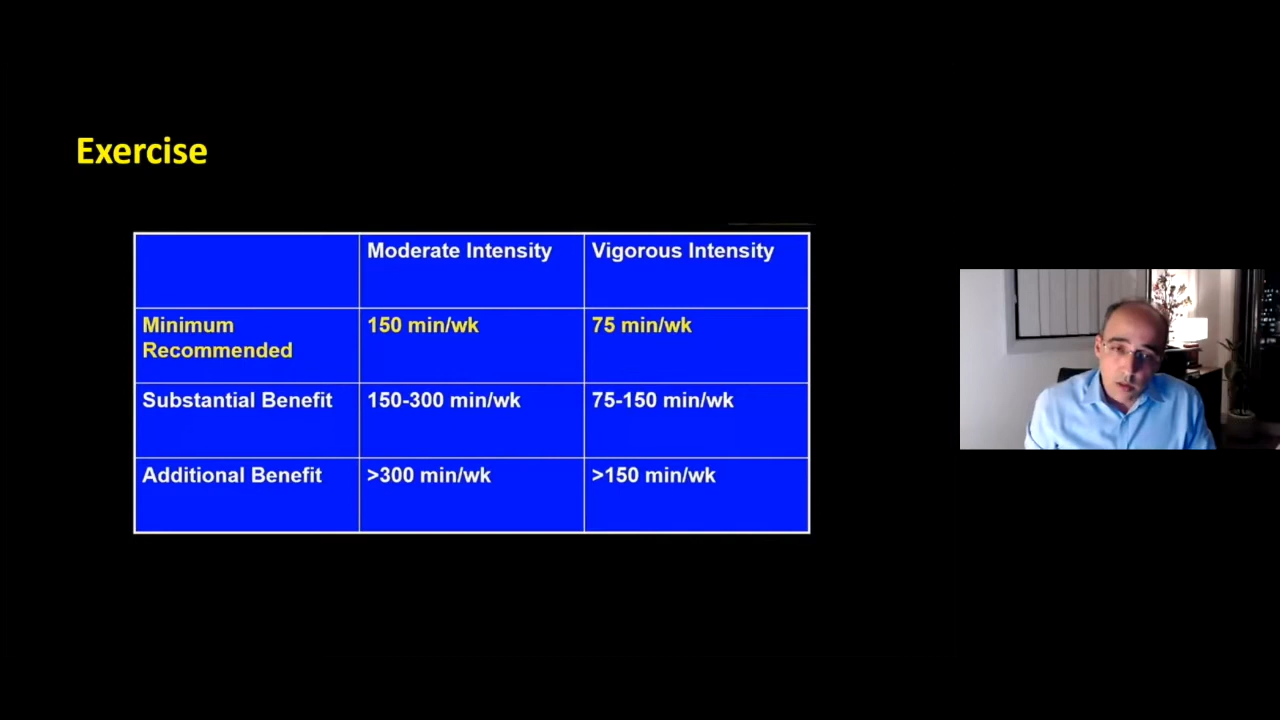 Exercise
Moderate Intensity
Vigorous Intensity
Minimum
Recommended
150 min/wk
75 min/wk
Substantial Benefit
150-300 min/wk
75-150 min/wk
Additional Benefit
>300 min/wk
>150 min/wk